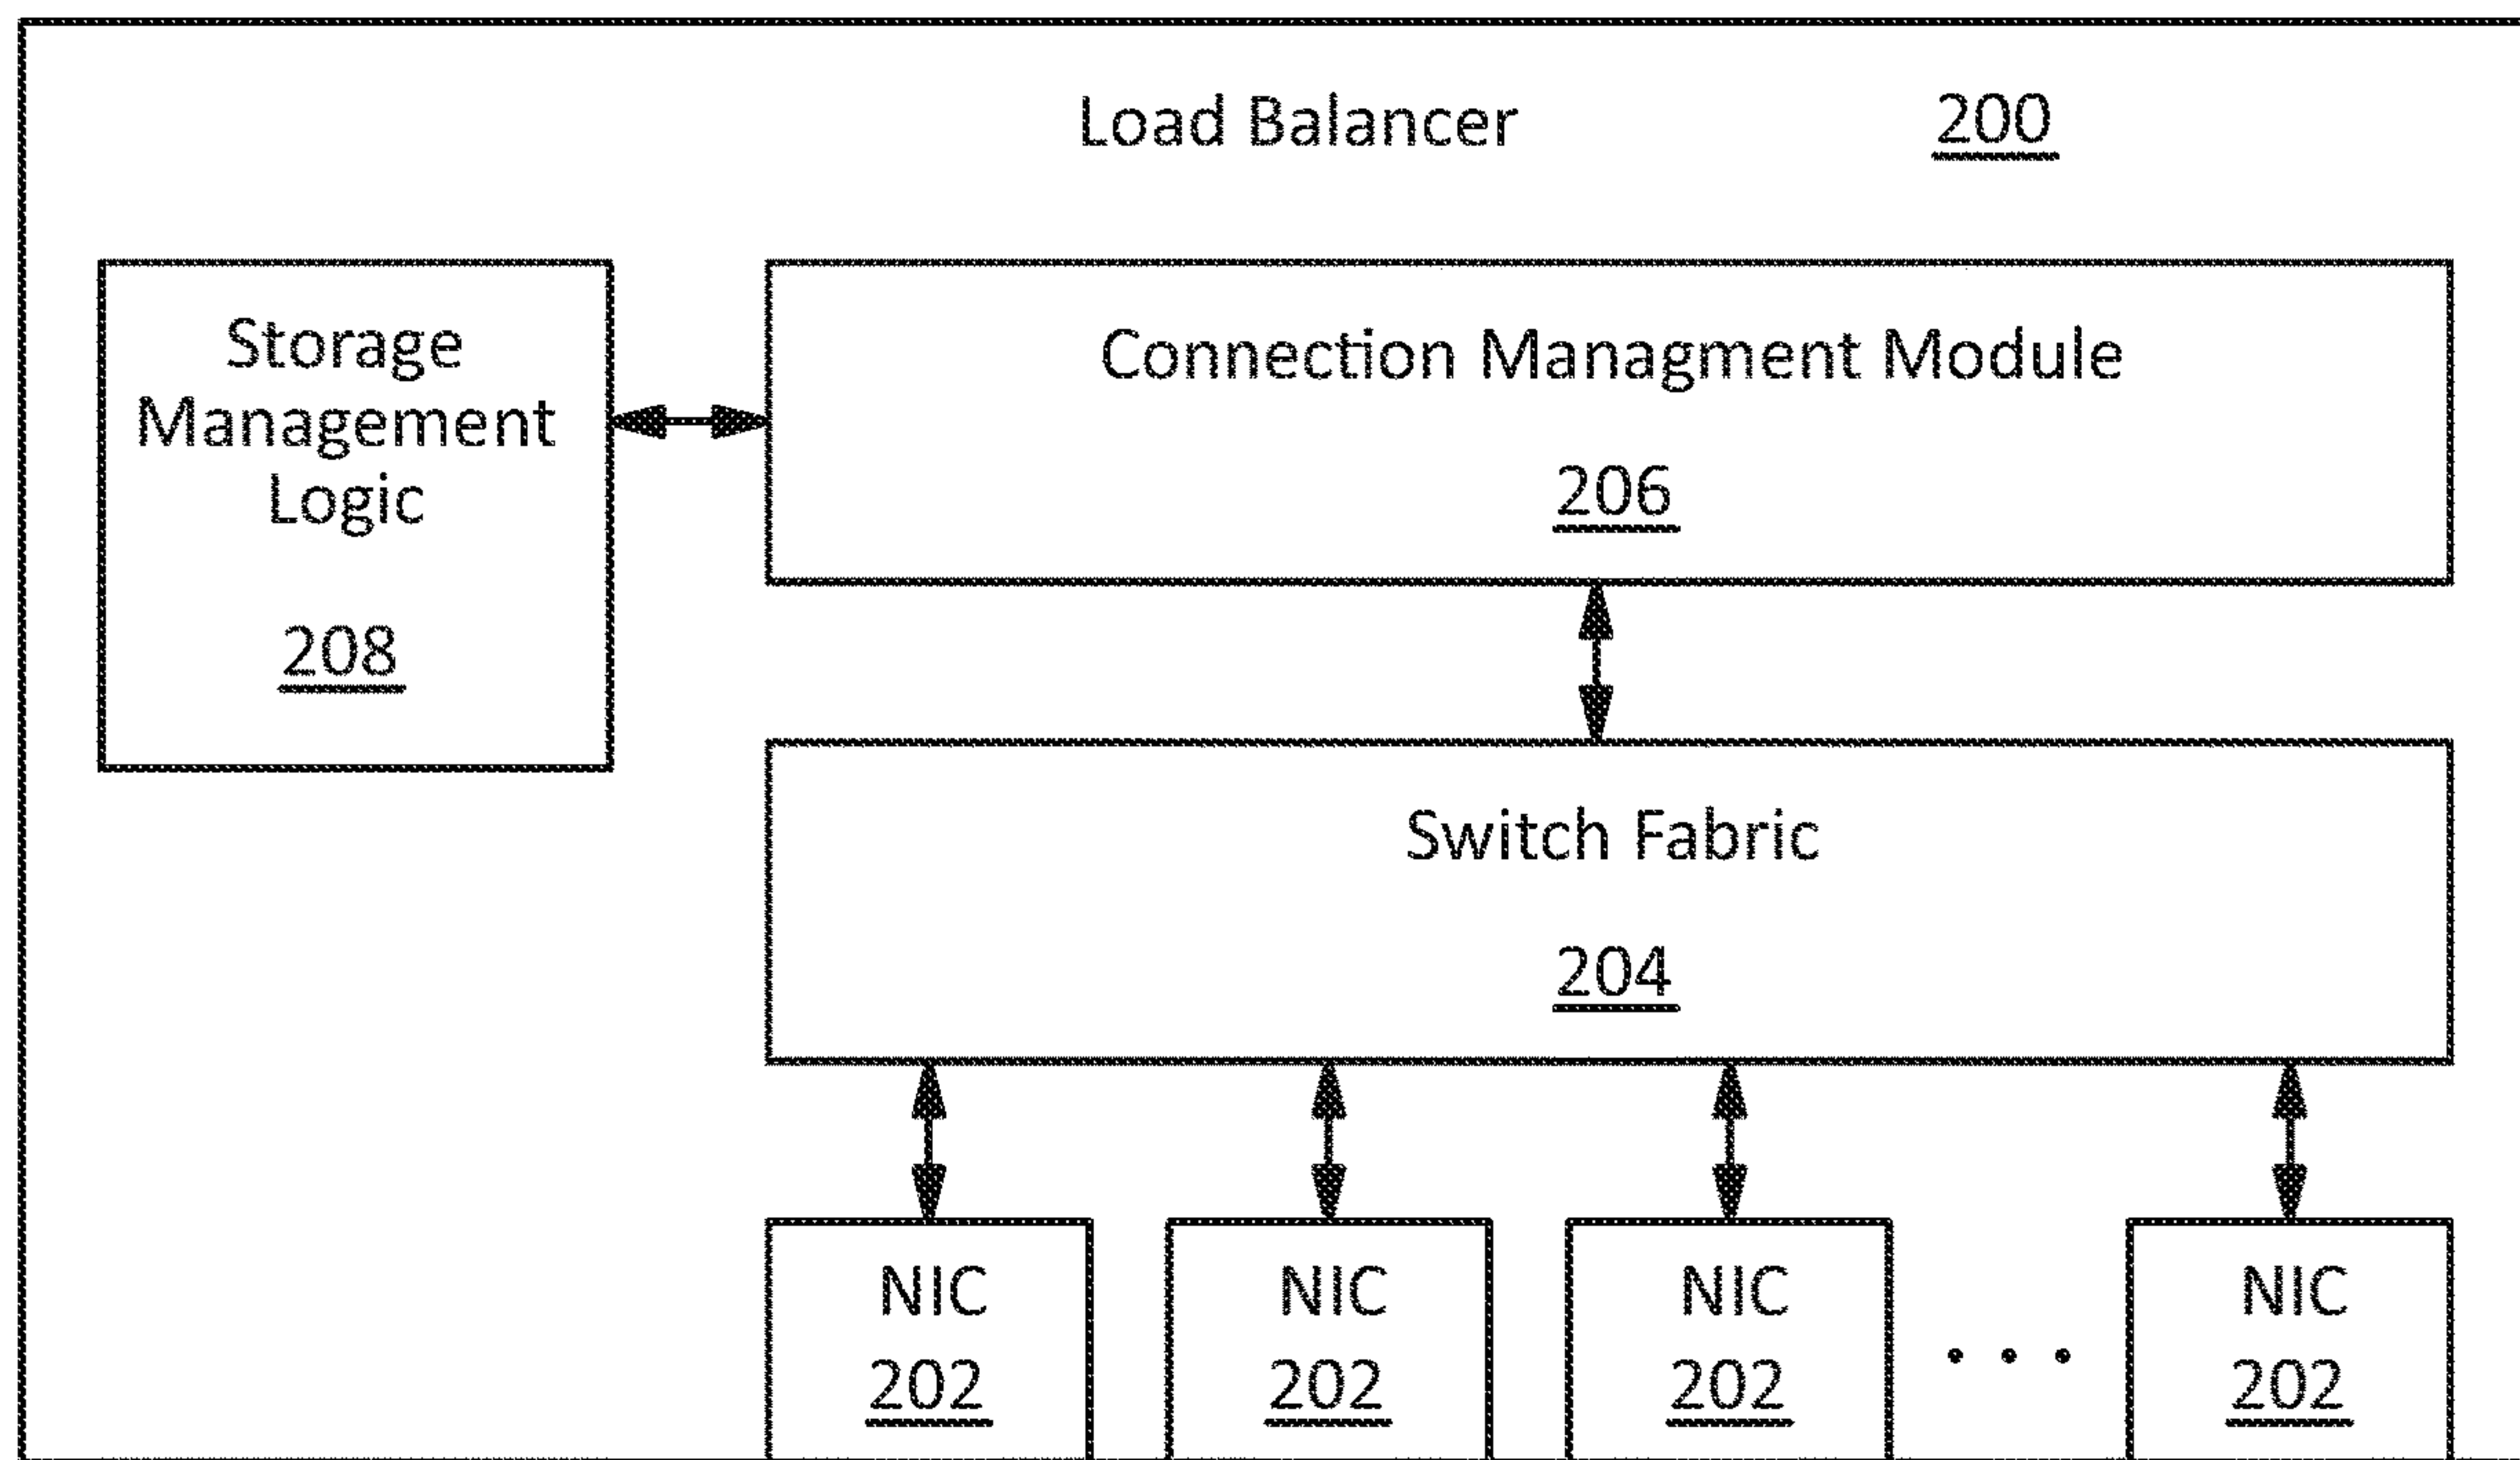 Load Balancer 200
Storage
Management
Logic
208
Connection Managment Module
206
Switch Fabric
204
NIC
202
NIC
202
NIC
202
. . .
NIC
202